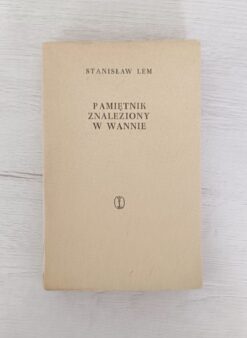 STANISŁAW LEM
PAMIĘTNIK
ZNALEZIONY
W WANNIE